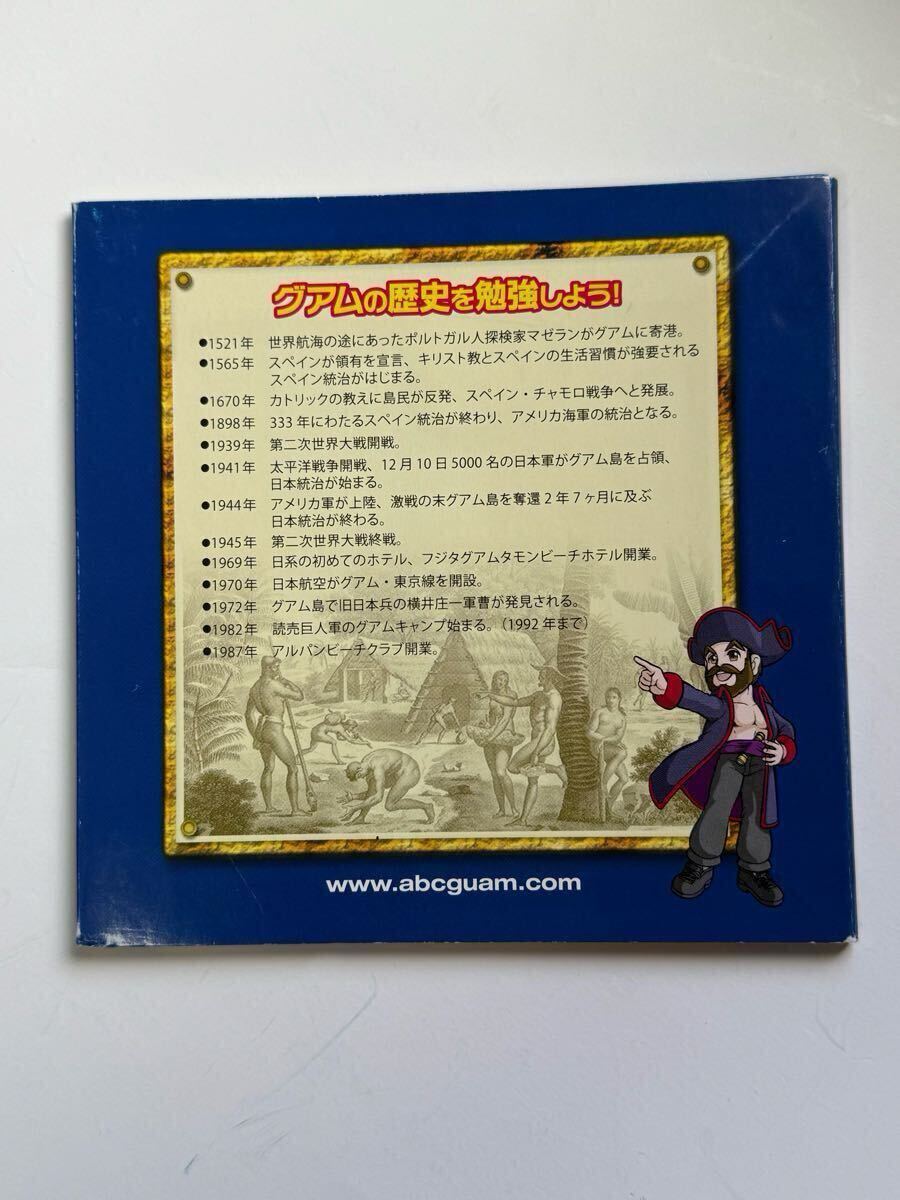 グアムの歴史を勉強しよう!
●1521年 世界航海の途にあったポルトガル人探検家マゼランがグアムに寄港。
●1565年 スペインが領有を宣言、キリスト教とスペインの生活習慣が強要される
スペイン統治がはじまる。
●1670年 カトリックの教えに島民が反発、スペイン・チャモロ戦争へと発展。
●1898年 333年にわたるスペイン統治が終わり、アメリカ海軍の統治となる。
●1939年 第二次世界大戦開戦。
●1941年 太平洋戦争開戦、12月10日5000名の日本軍がグアム島を占領、
日本統治が始まる。
●1944年 アメリカ軍が上陸、激戦の末グアム島を奪還2年7ヶ月に及ぶ
日本統治が終わる。
●1945年 第二次世界大戦終戦。
●1969年 日系の初めてのホテル、フジタグアムタモンビーチホテル開業。
●1970年 日本航空がグアム・東京線を開設。
●1972年 グアム島で旧日本兵の横井庄一軍曹が発見される。
●1982年 読売巨人軍のグアムキャンプ始まる。(1992年まで)
●1987年 アルパンビーチクラブ開業。
www.abcguam.com